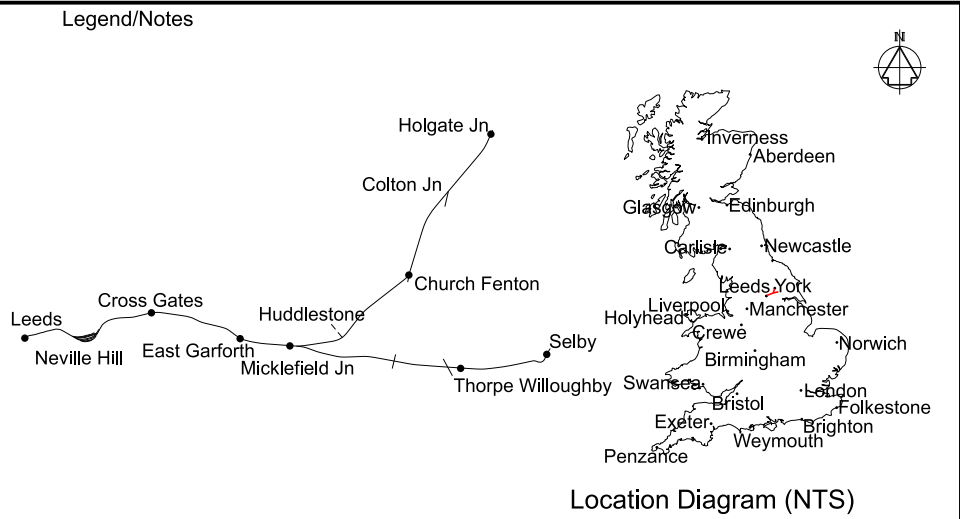 Legend/Notes
N
Holgate Jn
Colton Jn
Church Fenton
Cross Gates
Leeds
Huddlestone
Neville Hill
East Garforth
Micklefield Jn
Selby
Thorpe Willoughby
Inverness
Aberdeen
Glasgow
Edinburgh
Carlisle
Newcastle
Leeds York
Liverpool
Manchester
Holyhead
Crewe
Norwich
Birmingham
Swansea
London
Bristol
Folkestone
Exeter
Brighton
Weymouth
Penzance
Location Diagram (NTS)